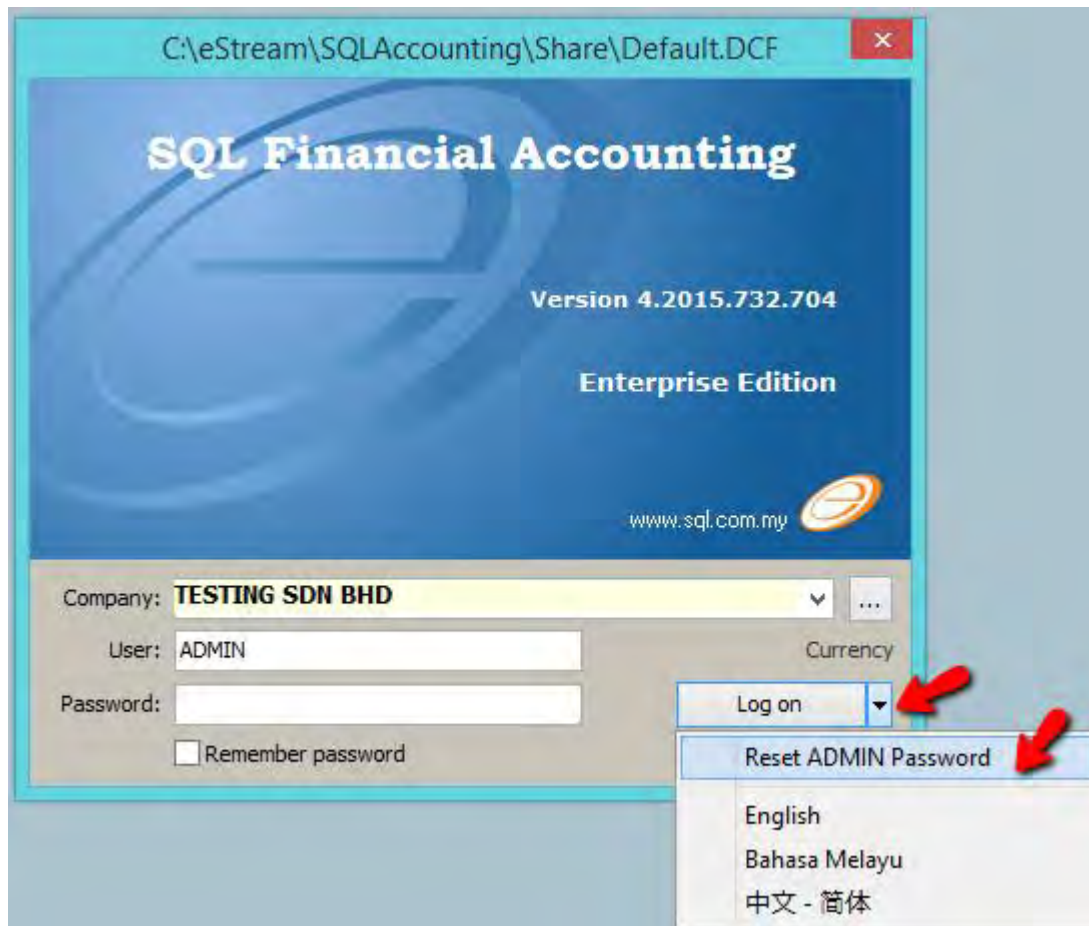 C:\eStream\SQLAccounting\Share\Default.DCF
SQL Financial Accounting
Version 4.2015.732.704
Enterprise Edition
www.sql.com.my
Company: TESTING SDN BHD ...
User: ADMIN Currency
Password: Log on
Remember password
Reset ADMIN Password
English
Bahasa Melayu
中文 - 简体